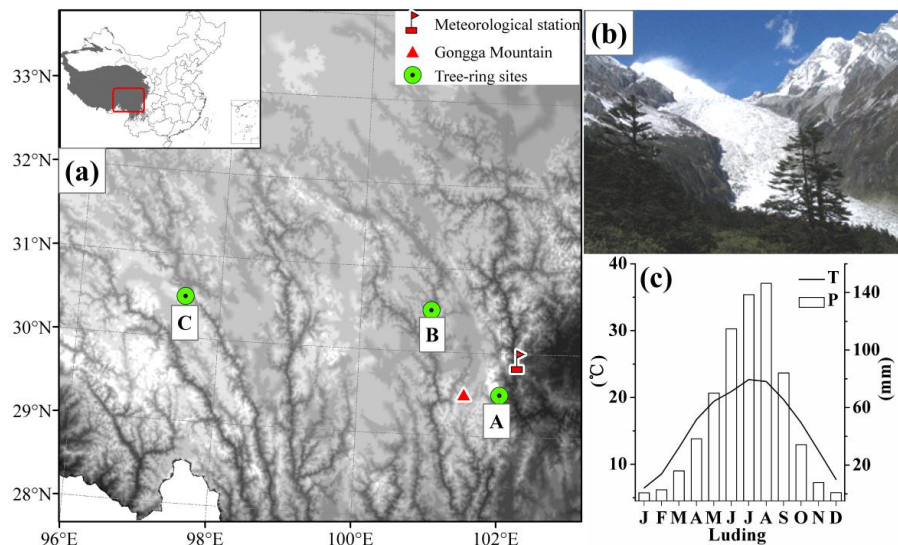 Meteorological station
Gongga Mountain
Tree-ring sites
(a)
33°N
32°N
31°N
30°N
29°N
28°N
96°E
98°E
100°E
102°E
C
B
A
(b)
(c)
T
P
40
30
20
10
(℃)
140
100
60
20
(mm)
J F M A M J J A S O N D
Luding